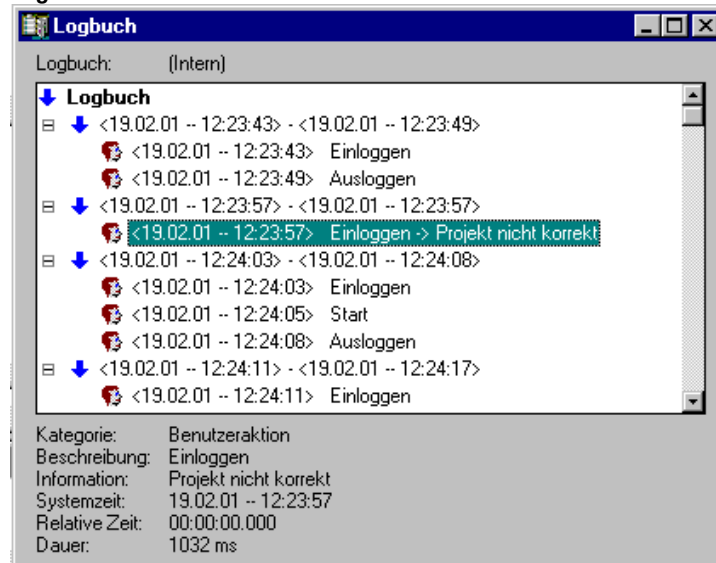 Logbuch
Logbuch: (Intern)
Logbuch
<19.02.01 -- 12:23:43> - <19.02.01 -- 12:23:49>
<19.02.01 -- 12:23:43> Einloggen
<19.02.01 -- 12:23:49> Ausloggen
<19.02.01 -- 12:23:57> - <19.02.01 -- 12:23:57>
<19.02.01 -- 12:23:57> Einloggen -> Projekt nicht korrekt
<19.02.01 -- 12:24:03> - <19.02.01 -- 12:24:08>
<19.02.01 -- 12:24:03> Einloggen
<19.02.01 -- 12:24:05> Start
<19.02.01 -- 12:24:08> Ausloggen
<19.02.01 -- 12:24:11> - <19.02.01 -- 12:24:17>
<19.02.01 -- 12:24:11> Einloggen
Kategorie: Benutzeraktion
Beschreibung: Einloggen
Information: Projekt nicht korrekt
Systemzeit: 19.02.01 -- 12:23:57
Relative Zeit: 00:00:00.000
Dauer: 1032 ms